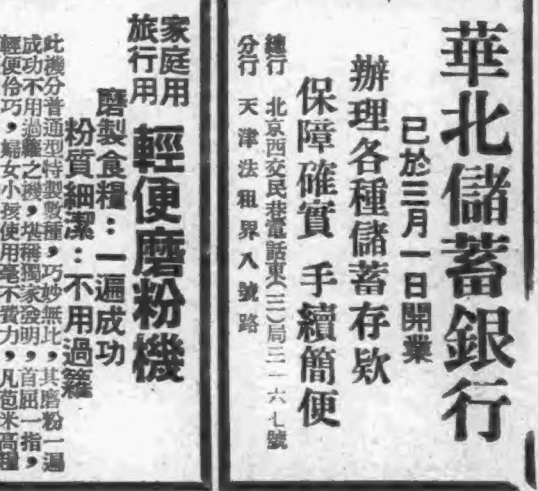 華北儲蓄銀行
已於三月一日開業
辦理各種儲蓄存欵
保障確實 手續簡便
總行 北京西交民巷電話東(三)局三一六七號
分行 天津法租界八號路
家庭用
旅行用
輕便磨粉機
磨製食糧：一遍成功
粉質細潔：不用過籮
此機分普通型特製數種，巧妙無比，其磨粉一遍
成功不用過籮之機，堪稱獨家發明，首屈一指，
輕便伶巧，婦女小孩使用毫不費力，凡苞米高糧